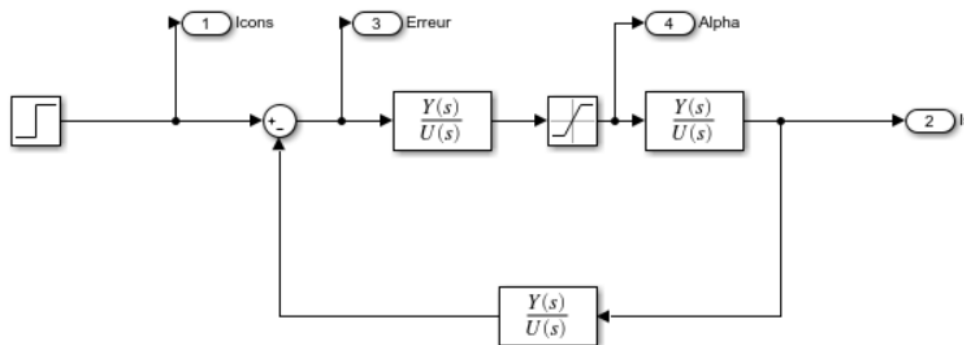 1 Icons
3 Erreur
4 Alpha
+
-
Y(s)
U(s)
Y(s)
U(s)
2 I
Y(s)
U(s)